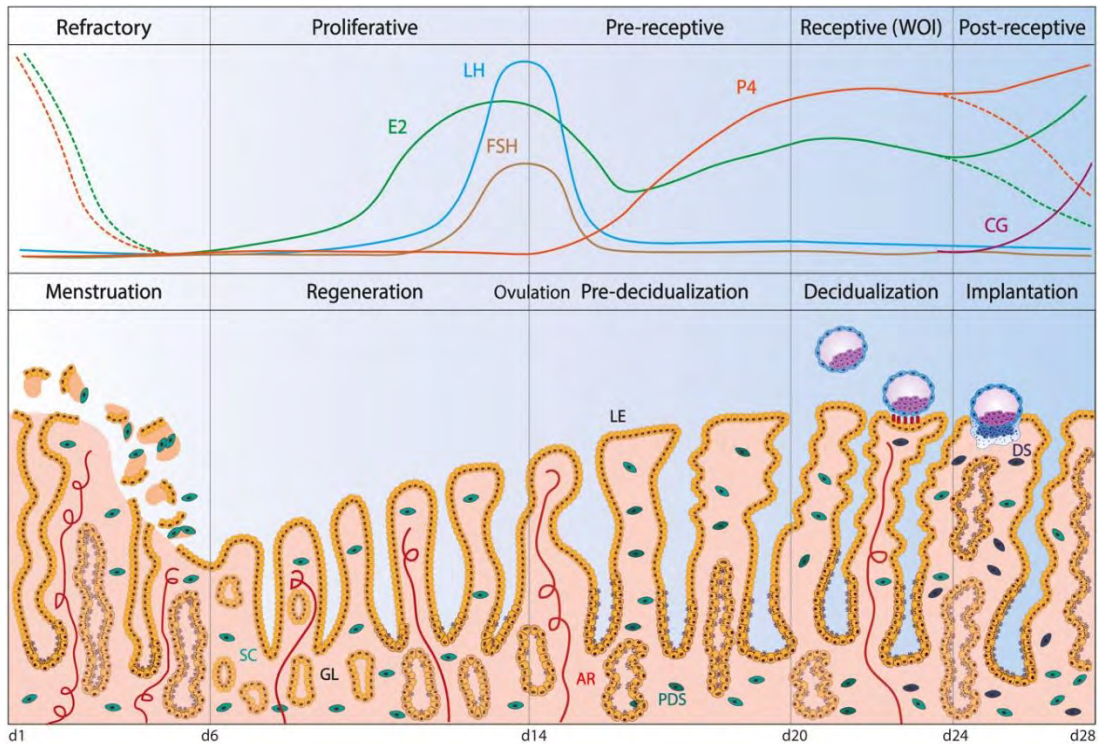 Refractory Proliferative Pre-receptive Receptive (WOI) Post-receptive
LH
P4
E2
FSH
CG
Menstruation Regeneration Ovulation Pre-decidualization Decidualization Implantation
LE
DS
SC
GL
AR
PDS
d1 d6 d14 d20 d24 d28